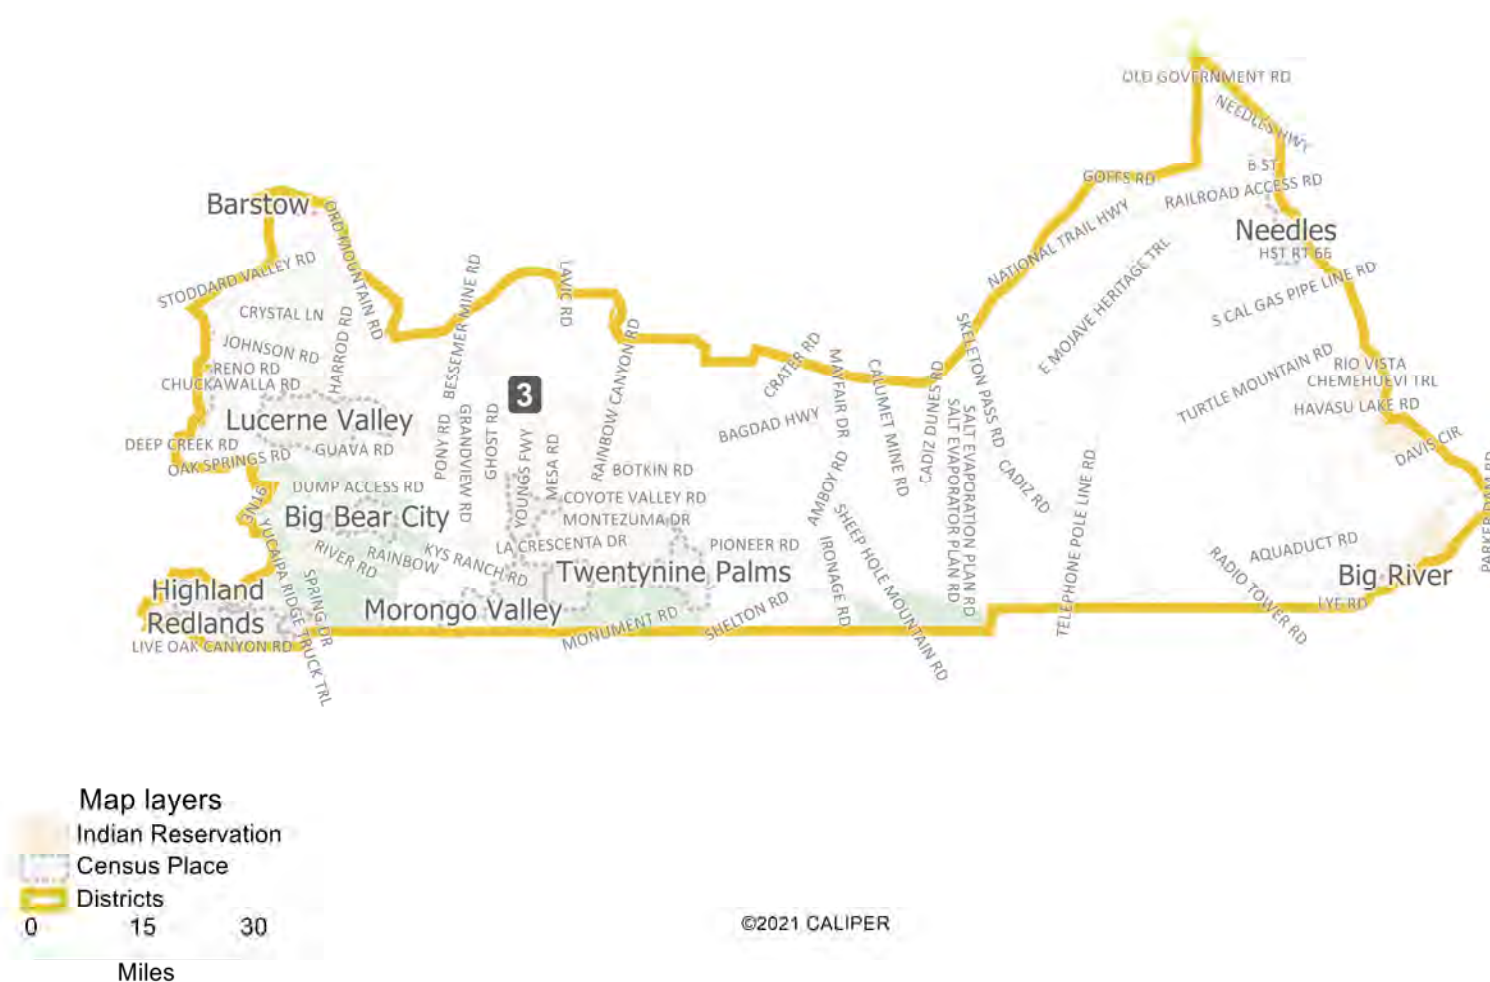 OLD GOVERNMENT RD
NEEDLES HWY
B ST
GOFFS RD
RAILROAD ACCESS RD
Barstow
ORD MOUNTAIN RD
NATIONAL TRAIL HWY
Needles
HST RT 66
STODDARD VALLEY RD
BESSEMER MINE RD
LAVIC RD
E MOJAVE HERITAGE TRL
S CAL GAS PIPE LINE RD
CRYSTAL LN
HARROD RD
JOHNSON RD
RENO RD
CHUCKAWALLA RD
RAINBOW CANYON RD
CRATER RD
MAYFAIR DR
CALUMET MINE RD
CADIZ DUNES RD
SKELETON PASS RD
TURTLE MOUNTAIN RD
RIO VISTA
CHEMEHUEVI TRL
HAVASU LAKE RD
3
Lucerne Valley
PONY RD
GRANDVIEW RD
GHOST RD
YOUNGS FWY
MESA RD
BAGDAD HWY
SALT EVAPORATOR PLAN RD
SALT EVAPORATION PLAN RD
DEEP CREEK RD
OAK SPRINGS RD
GUAVA RD
DAVIS CIR
BOTKIN RD
AMBOY RD
CADIZ RD
TELEPHONE POLE LINE RD
PARKER DAM RD
3N16
DUMP ACCESS RD
COYOTE VALLEY RD
Big Bear City
MONTEZUMA DR
SHEEP HOLE MOUNTAIN RD
YUCAIPA RIDGE TRUCK TRL
RIVER RD
RAINBOW
KYS RANCH RD
LA CRESCENTA DR
PIONEER RD
IRONAGE RD
RADIO TOWER RD
AQUADUCT RD
Twentynine Palms
Big River
SPRING DR
Highland
Redlands
Morongo Valley
MONUMENT RD
SHELTON RD
LYE RD
LIVE OAK CANYON RD
Map layers
Indian Reservation
Census Place
Districts
0 15 30
Miles
©2021 CALIPER